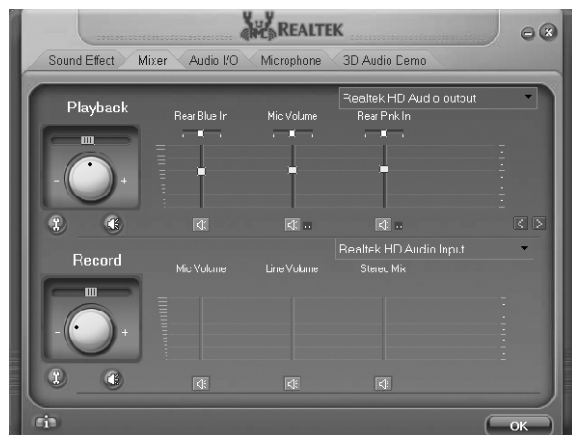 REALTEK
Sound Effect Mixer Audio I/O Microphone 3D Audio Demo
Playback
Realtek HD Audio output
Rear Blue In Mic Volume Rear Pink In
- +
Record
Realtek HD Audio Input
Mic Volume Line Volume Stereo Mix
- +
OK